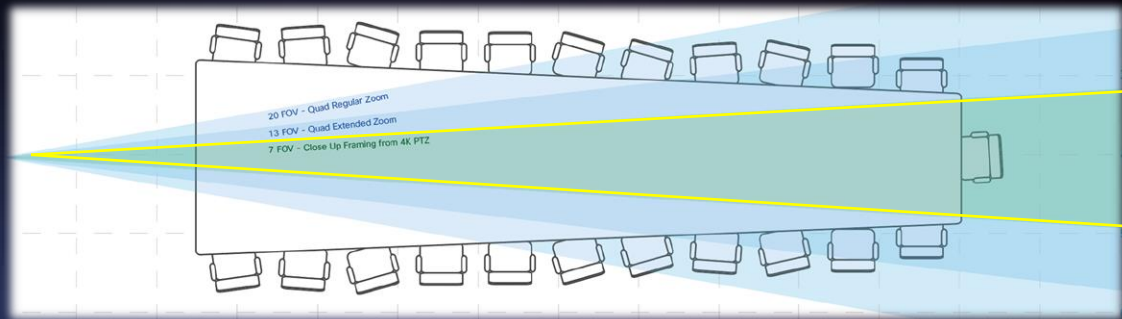 20 FOV - Quad Regular Zoom
13 FOV - Quad Extended Zoom
7 FOV - Close Up Framing from 4K PTZ